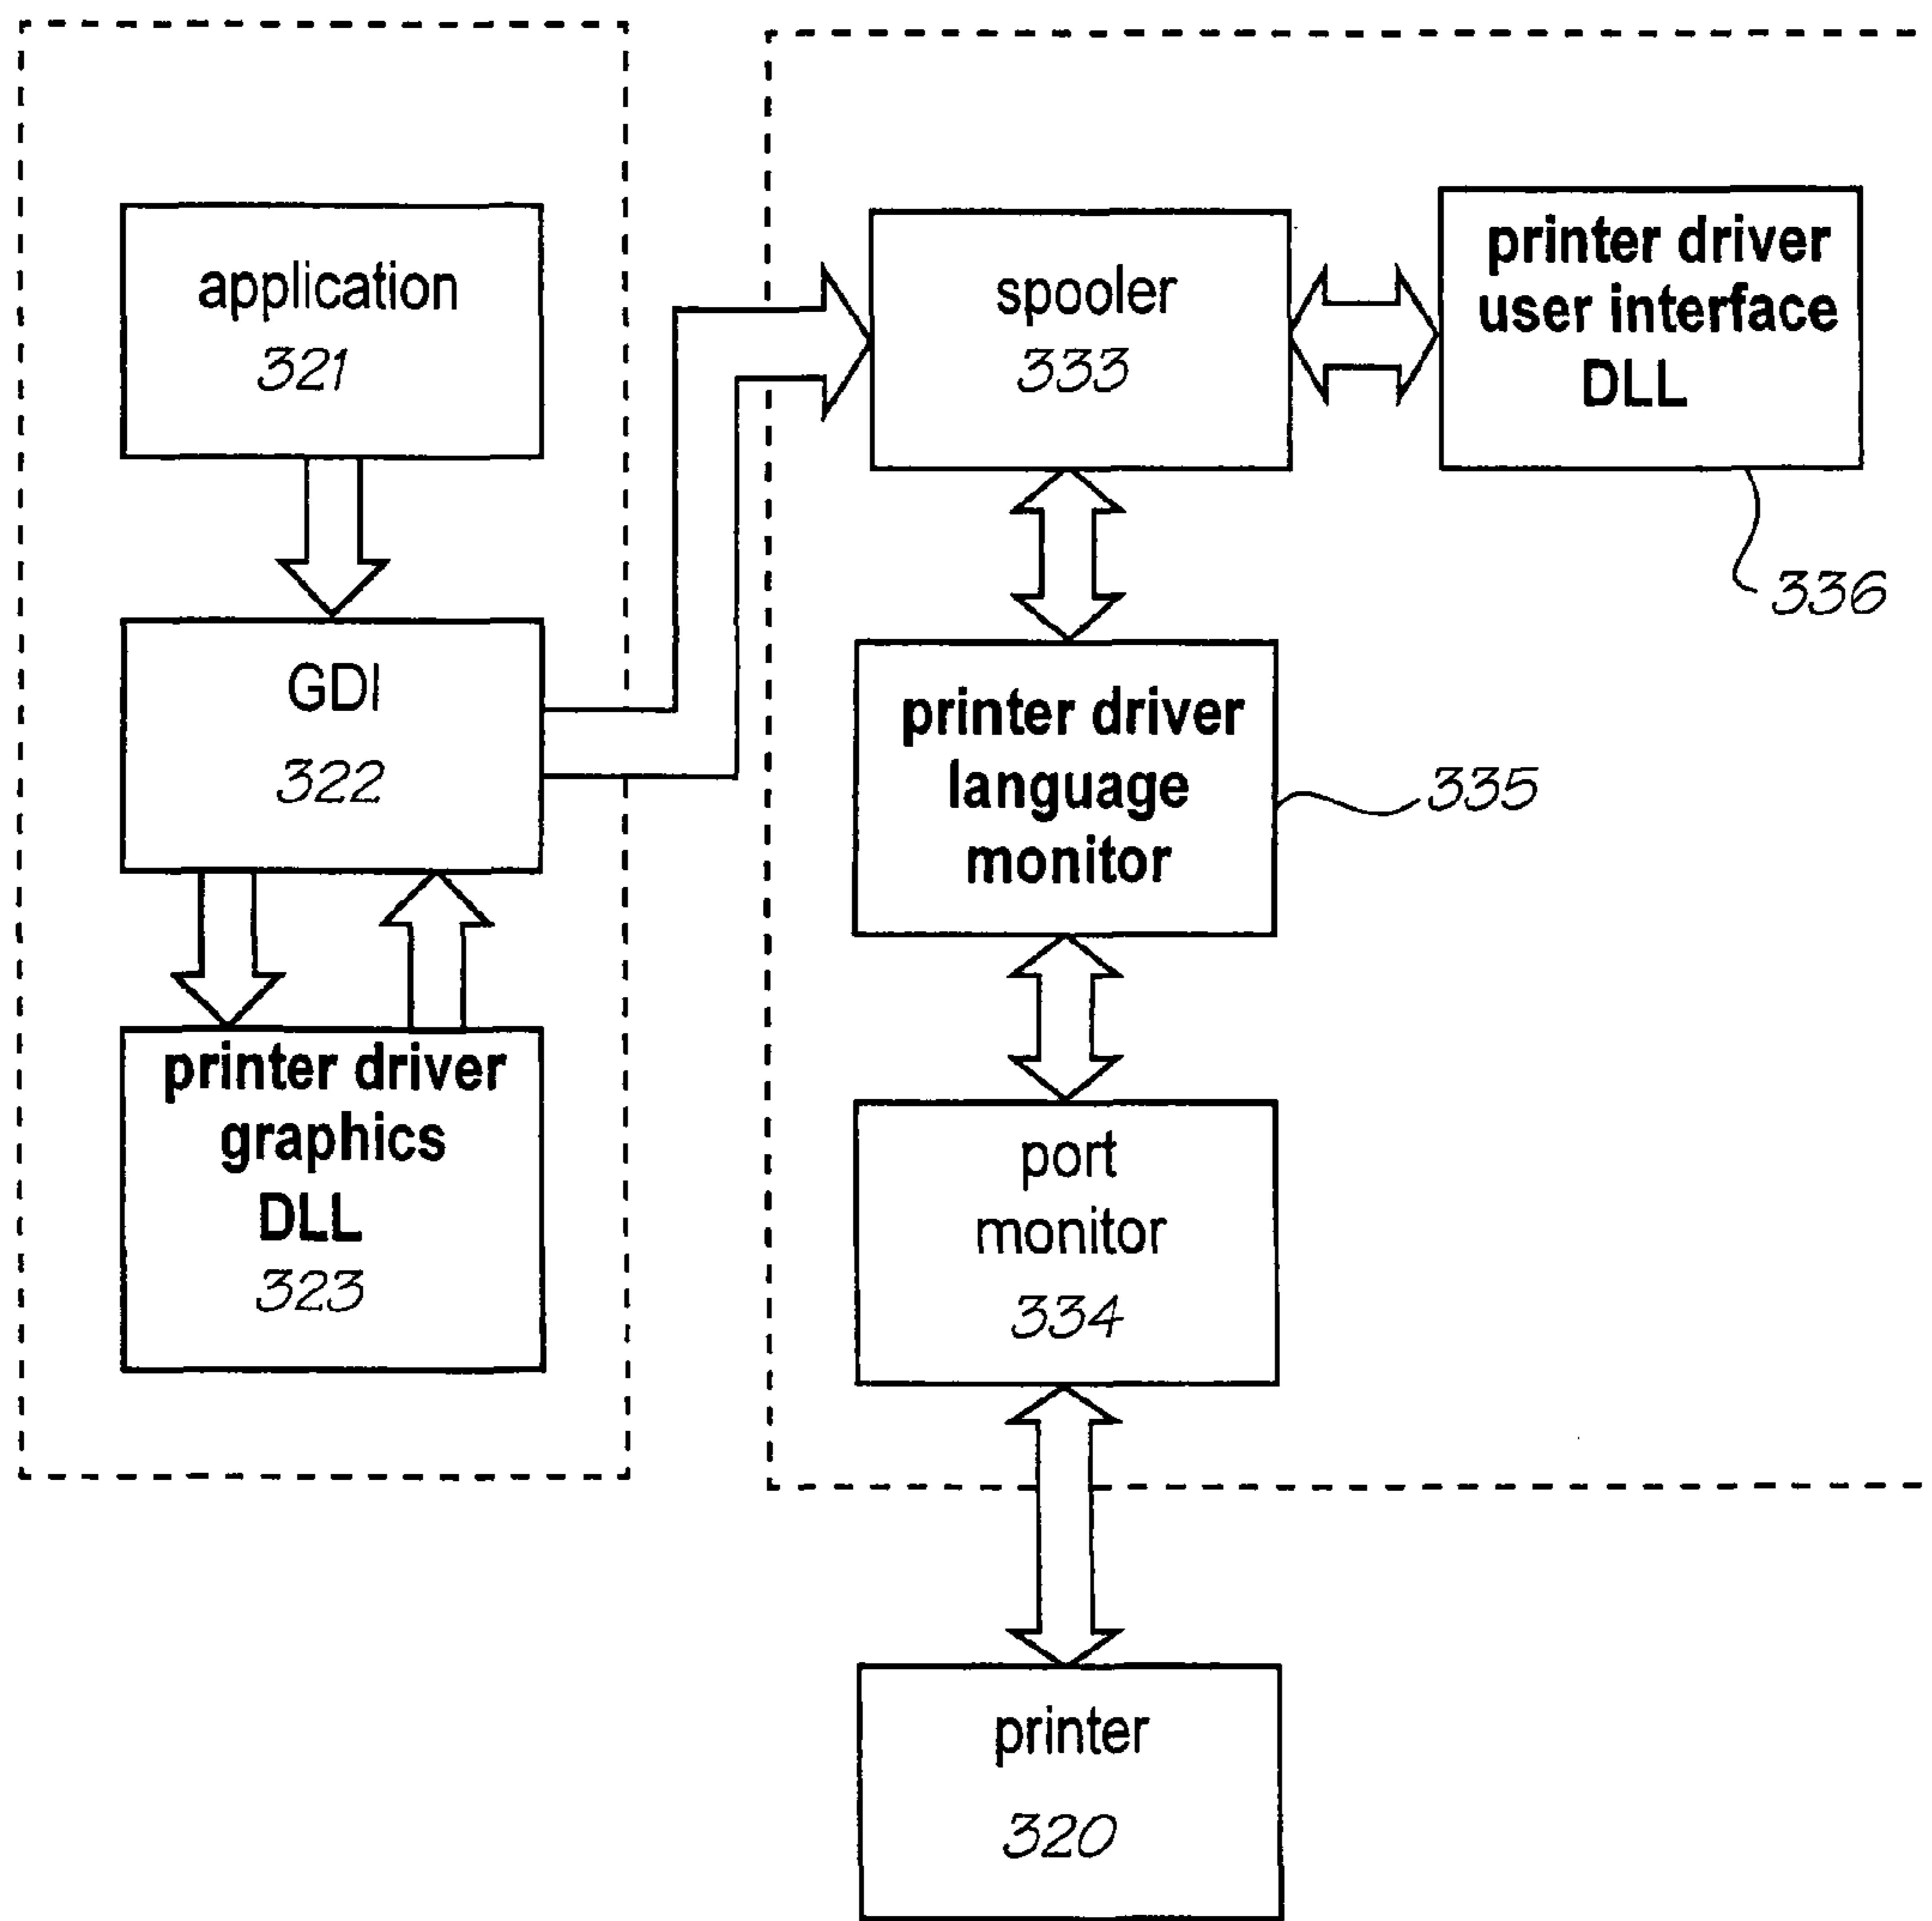 application
321
GDI
322
printer driver
graphics
DLL
323
spooler
333
printer driver
user interface
DLL
336
printer driver
language
monitor
335
port
monitor
334
printer
320